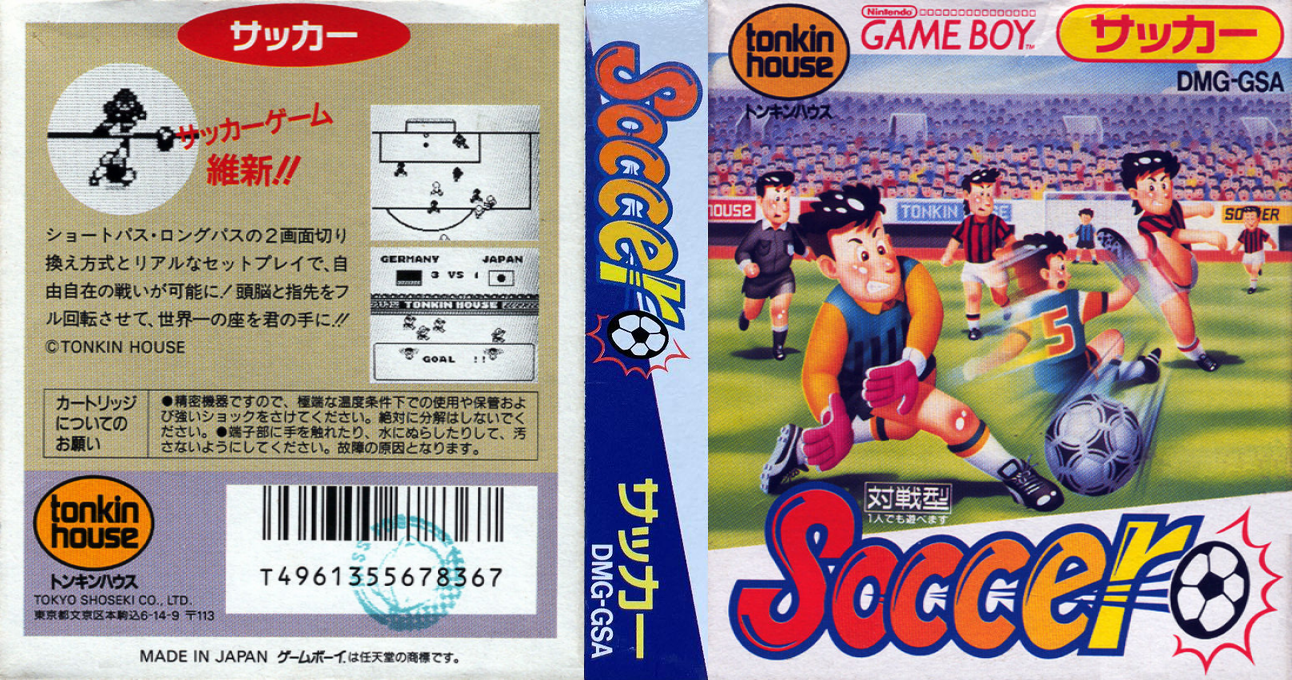 サッカー
サッカーゲーム
維新!!
ショートパス・ロングパスの2画面切り
換え方式とリアルなセットプレイで、自
由自在の戦いが可能に!頭脳と指先をフ
ル回転させて、世界一の座を君の手に!!
©TONKIN HOUSE
GERMANY JAPAN
3 VS 1
TONKIN HOUSE
GOAL !!
カートリッジ
についての
お願い
●精密機器ですので、極端な温度条件下での使用や保管およ
び強いショックをさけてください。絶対に分解はしないでく
ださい。●端子部に手を触れたり、水にぬらしたりして、汚
さないようにしてください。故障の原因となります。
tonkin
house
トンキンハウス
TOKYO SHOSEKI CO., LTD.
東京都文京区本駒込6-14-9 〒113
T4961355678367
MADE IN JAPAN ゲームボーイ™は任天堂の商標です。
Soccer
サッカー
DMG-GSA
tonkin
house
トンキンハウス
Nintendo
GAME BOY™
サッカー
DMG-GSA
HOUSE
TONKIN
SOCCER
5
対戦型
1人でも遊べます
Soccer